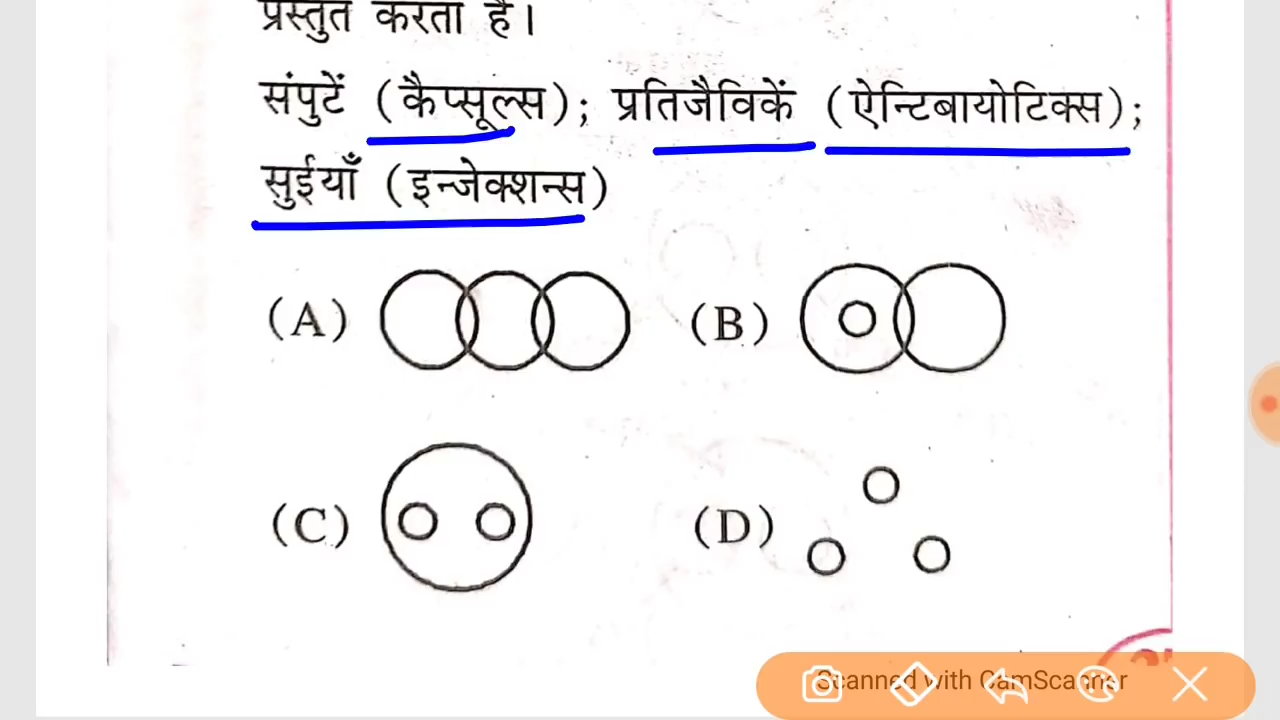 प्रस्तुत करता है।
संपुटें (कैप्सूल्स); प्रतिजैविकें (ऐन्टिबायोटिक्स);
सुईयाँ (इन्जेक्शन्स)
(A) (B)
(C) (D)
Scanned with CamScanner